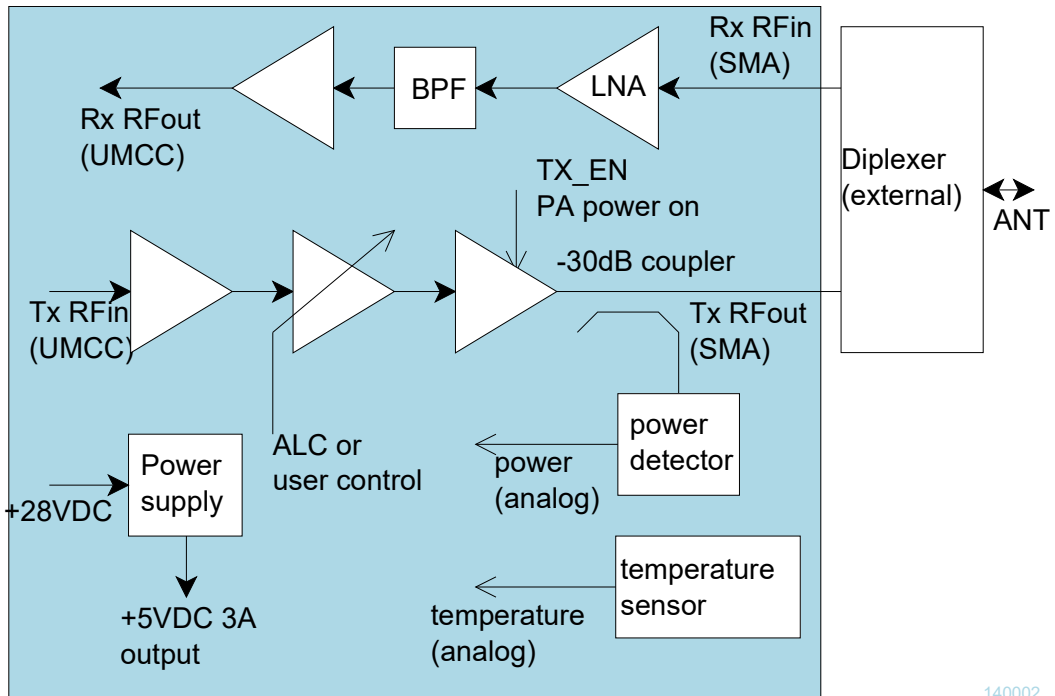 Rx RFin
(SMA)
BPF
LNA
Rx RFout
(UMCC)
Diplexer
(external)
ANT
TX_EN
PA power on
-30dB coupler
Tx RFin
(UMCC)
Tx RFout
(SMA)
ALC or
user control
power
detector
power
(analog)
Power
supply
+28VDC
+5VDC 3A
output
temperature
sensor
temperature
(analog)
140002